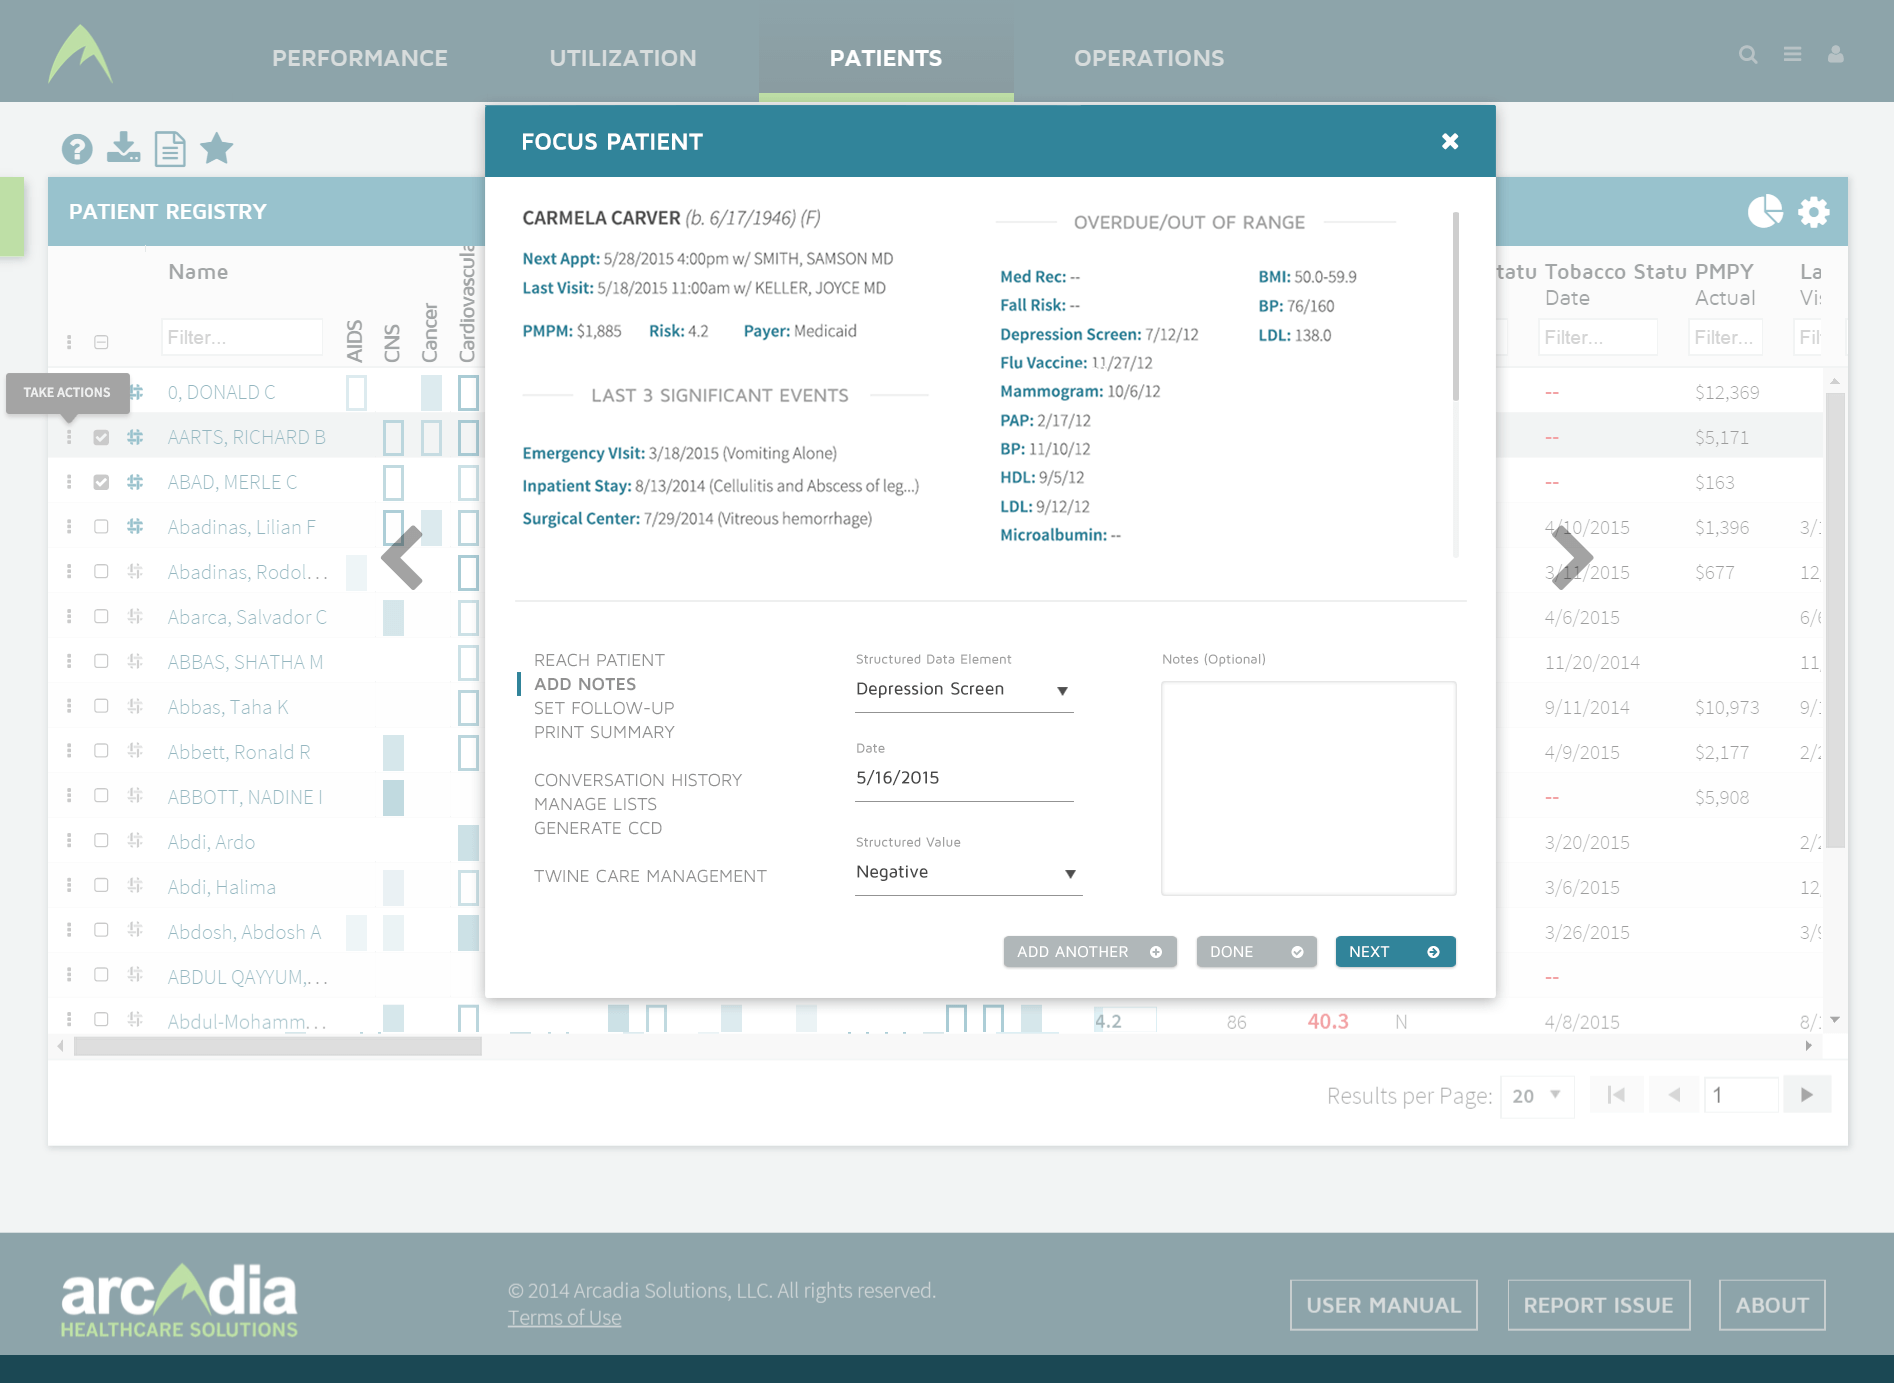 PERFORMANCE UTILIZATION PATIENTS OPERATIONS
FOCUS PATIENT
PATIENT REGISTRY
CARMELA CARVER (b. 6/17/1946) (F)
Next Appt: 5/28/2015 4:00pm w/ SMITH, SAMSON MD
Last Visit: 5/18/2015 11:00am w/ KELLER, JOYCE MD
PMPM: $1,885 Risk: 4.2 Payer: Medicaid
LAST 3 SIGNIFICANT EVENTS
Emergency VIsit: 3/18/2015 (Vomiting Alone)
Inpatient Stay: 8/13/2014 (Cellulitis and Abscess of leg...)
Surgical Center: 7/29/2014 (Vitreous hemorrhage)
OVERDUE/OUT OF RANGE
Med Rec: --
Fall Risk: --
Depression Screen: 7/12/12
Flu Vaccine: 11/27/12
Mammogram: 10/6/12
PAP: 2/17/12
BP: 11/10/12
HDL: 9/5/12
LDL: 9/12/12
Microalbumin: --
BMI: 50.0-59.9
BP: 76/160
LDL: 138.0
REACH PATIENT
ADD NOTES
SET FOLLOW-UP
PRINT SUMMARY
CONVERSATION HISTORY
MANAGE LISTS
GENERATE CCD
TWINE CARE MANAGEMENT
Structured Data Element
Depression Screen
Date
5/16/2015
Structured Value
Negative
Notes (Optional)
ADD ANOTHER DONE NEXT
Name
Filter...
AIDS
CNS
Cancer
Cardiovascula
statu Tobacco Statu PMPY La
Date Actual Vis
Filter... Filter... Filt
TAKE ACTIONS
0, DONALD C -- $12,369
AARTS, RICHARD B -- $5,171
ABAD, MERLE C -- $163
Abadinas, Lilian F 4/10/2015 $1,396 3/1
Abadinas, Rodol... 3/11/2015 $677 12/
Abarca, Salvador C 4/6/2015 6/6
ABBAS, SHATHA M 11/20/2014 11/
Abbas, Taha K 9/11/2014 $10,973 9/1
Abbett, Ronald R 4/9/2015 $2,177 2/2
ABBOTT, NADINE I -- $5,908
Abdi, Ardo 3/20/2015 2/2
Abdi, Halima 3/6/2015 12/
Abdosh, Abdosh A 3/26/2015 3/9
ABDUL QAYYUM,... --
Abdul-Mohamm... 4.2 86 40.3 N 4/8/2015 8/1
Results per Page: 20 1
arcadia
HEALTHCARE SOLUTIONS
© 2014 Arcadia Solutions, LLC. All rights reserved.
Terms of Use
USER MANUAL REPORT ISSUE ABOUT